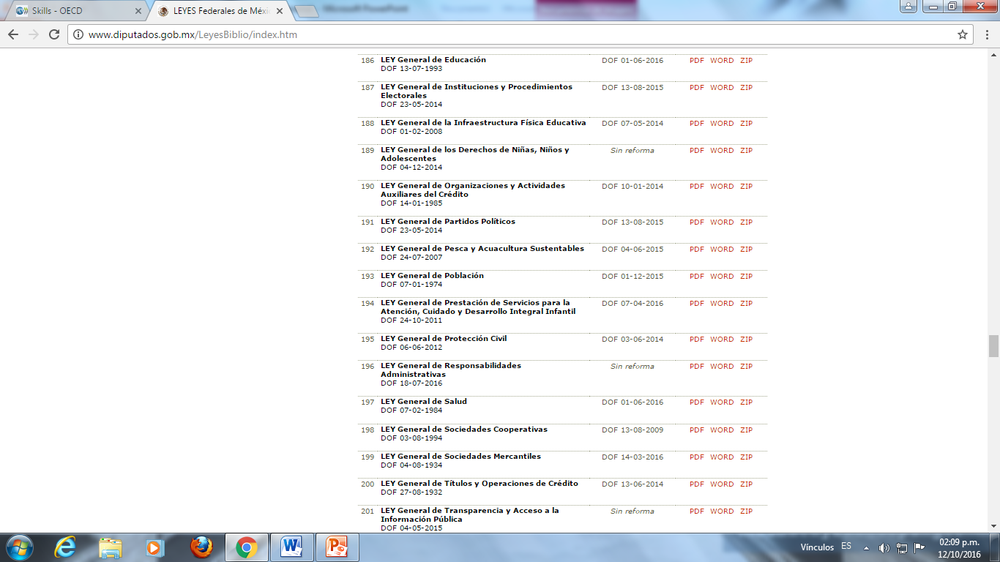 Skills - OECD
LEYES Federales de Méxi
www.diputados.gob.mx/LeyesBiblio/index.htm
186 LEY General de Educación DOF 01-06-2016 PDF WORD ZIP
DOF 13-07-1993
187 LEY General de Instituciones y Procedimientos DOF 13-08-2015 PDF WORD ZIP
Electorales
DOF 23-05-2014
188 LEY General de la Infraestructura Física Educativa DOF 07-05-2014 PDF WORD ZIP
DOF 01-02-2008
189 LEY General de los Derechos de Niñas, Niños y Sin reforma PDF WORD ZIP
Adolescentes
DOF 04-12-2014
190 LEY General de Organizaciones y Actividades DOF 10-01-2014 PDF WORD ZIP
Auxiliares del Crédito
DOF 14-01-1985
191 LEY General de Partidos Políticos DOF 13-08-2015 PDF WORD ZIP
DOF 23-05-2014
192 LEY General de Pesca y Acuacultura Sustentables DOF 04-06-2015 PDF WORD ZIP
DOF 24-07-2007
193 LEY General de Población DOF 01-12-2015 PDF WORD ZIP
DOF 07-01-1974
194 LEY General de Prestación de Servicios para la DOF 07-04-2016 PDF WORD ZIP
Atención, Cuidado y Desarrollo Integral Infantil
DOF 24-10-2011
195 LEY General de Protección Civil DOF 03-06-2014 PDF WORD ZIP
DOF 06-06-2012
196 LEY General de Responsabilidades Sin reforma PDF WORD ZIP
Administrativas
DOF 18-07-2016
197 LEY General de Salud DOF 01-06-2016 PDF WORD ZIP
DOF 07-02-1984
198 LEY General de Sociedades Cooperativas DOF 13-08-2009 PDF WORD ZIP
DOF 03-08-1994
199 LEY General de Sociedades Mercantiles DOF 14-03-2016 PDF WORD ZIP
DOF 04-08-1934
200 LEY General de Títulos y Operaciones de Crédito DOF 13-06-2014 PDF WORD ZIP
DOF 27-08-1932
201 LEY General de Transparencia y Acceso a la Sin reforma PDF WORD ZIP
Información Pública
DOF 04-05-2015
Vínculos ES 02:09 p.m.
12/10/2016